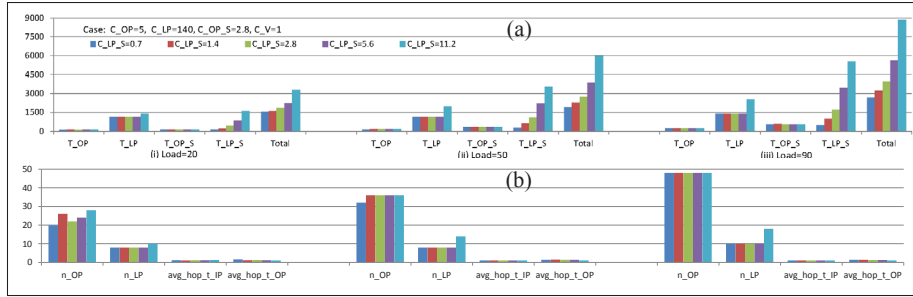 9000
Case: C_OP=5, C_LP=140, C_OP_S=2.8, C_V=1
(a)
7500
C_LP_S=0.7 C_LP_S=1.4 C_LP_S=2.8 C_LP_S=5.6 C_LP_S=11.2
6000
4500
3000
1500
0
T_OP T_LP T_OP_S T_LP_S Total T_OP T_LP T_OP_S T_LP_S Total T_OP T_LP T_OP_S T_LP_S Total
(i) Load=20 (ii) Load=50 (iii) Load=90
50
(b)
40
30
20
10
0
n_OP n_LP avg_hop_t_IP avg_hop_t_OP n_OP n_LP avg_hop_t_IP avg_hop_t_OP n_OP n_LP avg_hop_t_IP avg_hop_t_OP